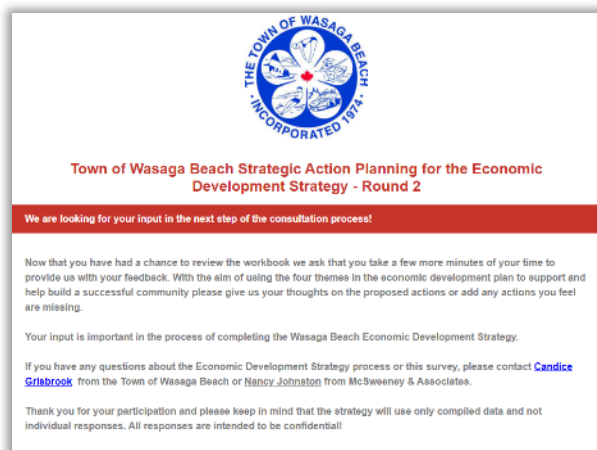 THE TOWN OF WASAGA BEACH
· INCORPORATED 1974 ·
Town of Wasaga Beach Strategic Action Planning for the Economic
Development Strategy - Round 2
We are looking for your input in the next step of the consultation process!
Now that you have had a chance to review the workbook we ask that you take a few more minutes of your time to
provide us with your feedback. With the aim of using the four themes in the economic development plan to support and
help build a successful community please give us your thoughts on the proposed actions or add any actions you feel
are missing.
Your input is important in the process of completing the Wasaga Beach Economic Development Strategy.
If you have any questions about the Economic Development Strategy process or this survey, please contact Candice
Grisbrook from the Town of Wasaga Beach or Nancy Johnston from McSweeney & Associates.
Thank you for your participation and please keep in mind that the strategy will use only compiled data and not
individual responses. All responses are intended to be confidential!